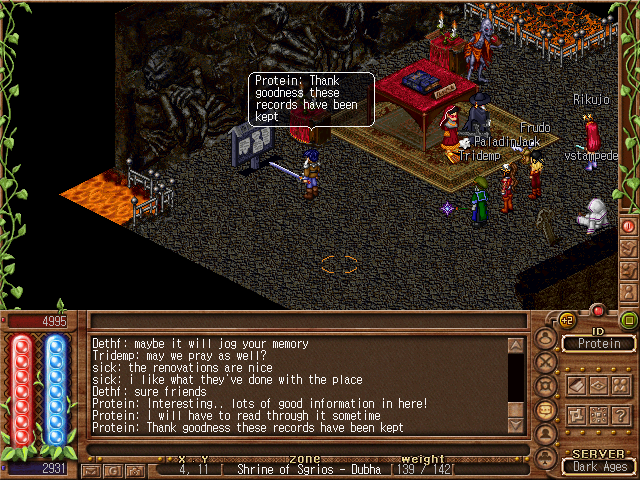 Protein: Thank
goodness these
records have been
kept
Rikujo
Frudo
PaladinJack
Tridemp
vstampede
4995
2931
Dethf: maybe it will jog your memory
Tridemp: may we pray as well?
sick: the renovations are nice
sick: i like what they've done with the place
Dethf: sure friends
Protein: Interesting.. lots of good information in here!
Protein: I will have to read through it sometime
Protein: Thank goodness these records have been kept
x y zone weight
4, 11 [ Shrine of Sgrios - Dubha [139 / 142[
+2
ID
Protein
?
SERVER
Dark Ages